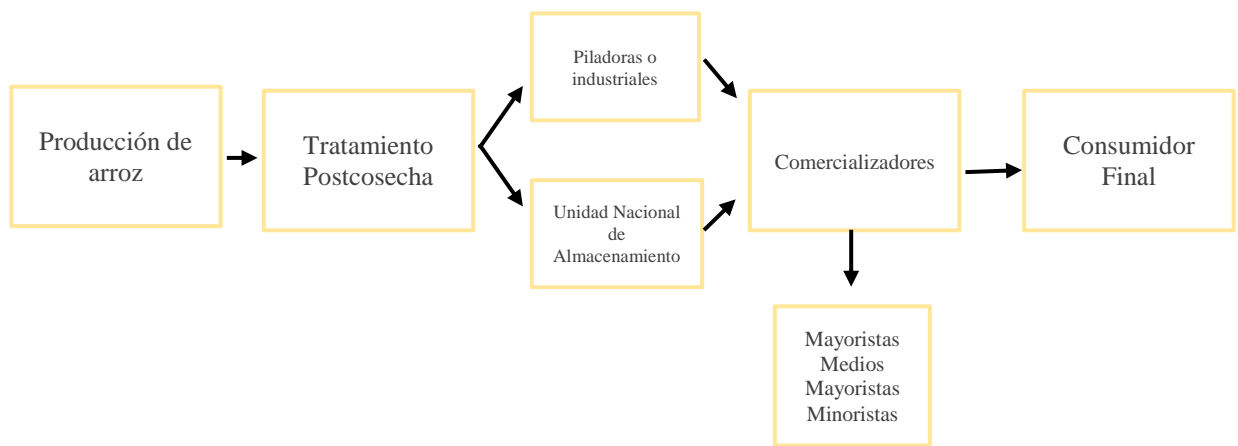 Producción de
arroz
Tratamiento
Postcosecha
Piladoras o
industriales
Unidad Nacional
de
Almacenamiento
Comercializadores
Consumidor
Final
Mayoristas
Medios
Mayoristas
Minoristas